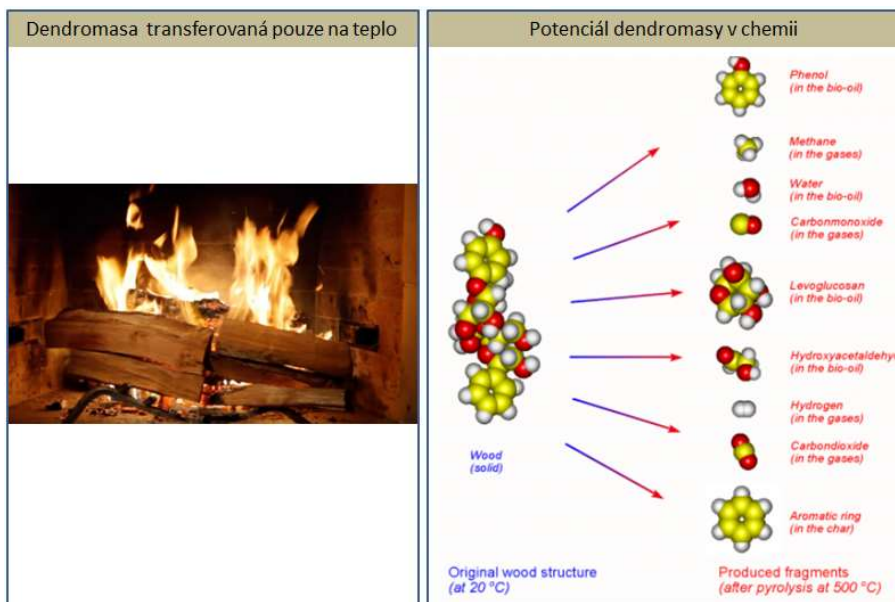 Dendromasa transferovaná pouze na teplo
Potenciál dendromasy v chemii
Phenol
(in the bio-oil)
Methane
(in the gases)
Water
(in the bio-oil)
Carbonmonoxide
(in the gases)
Levoglucosan
(in the bio-oil)
Hydroxyacetaldehyd
(in the bio-oil)
Hydrogen
(in the gases)
Carbondioxide
(in the gases)
Aromatic ring
(in the char)
Wood
(solid)
Original wood structure
(at 20 °C)
Produced fragments
(after pyrolysis at 500 °C)